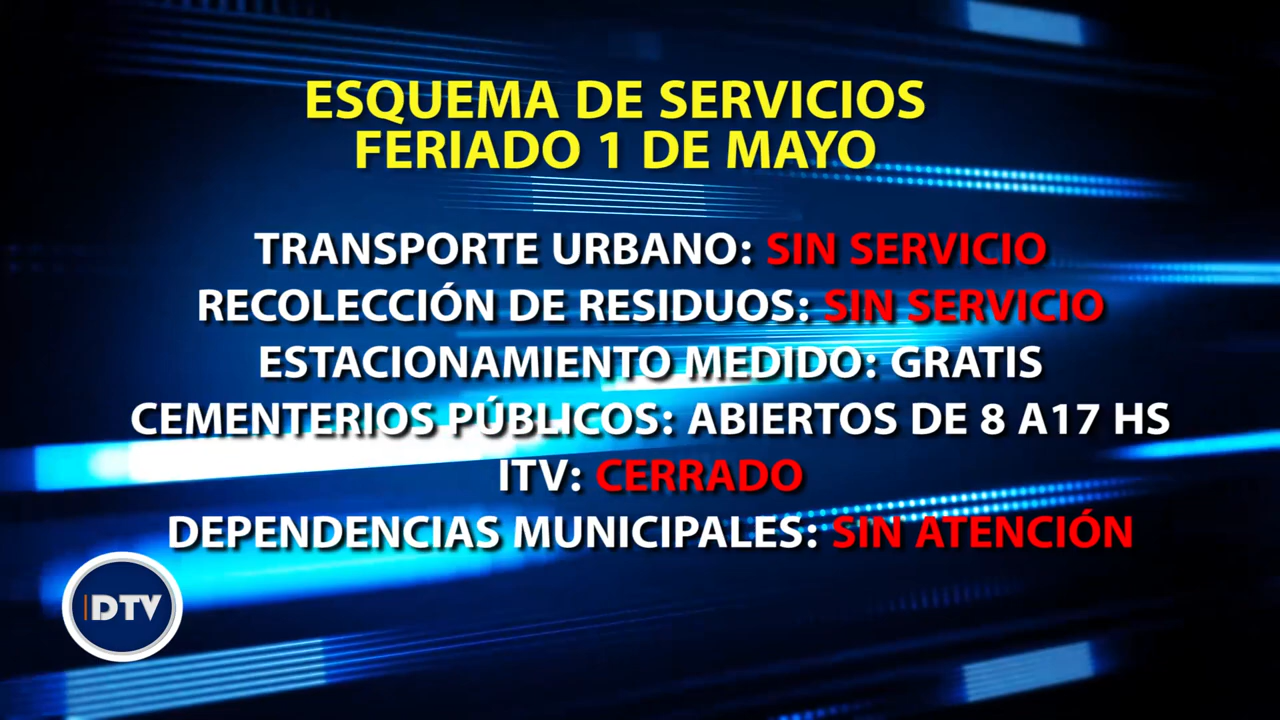 ESQUEMA DE SERVICIOS
FERIADO 1 DE MAYO
TRANSPORTE URBANO: SIN SERVICIO
RECOLECCIÓN DE RESIDUOS: SIN SERVICIO
ESTACIONAMIENTO MEDIDO: GRATIS
CEMENTERIOS PÚBLICOS: ABIERTOS DE 8 A17 HS
ITV: CERRADO
DEPENDENCIAS MUNICIPALES: SIN ATENCIÓN
DTV